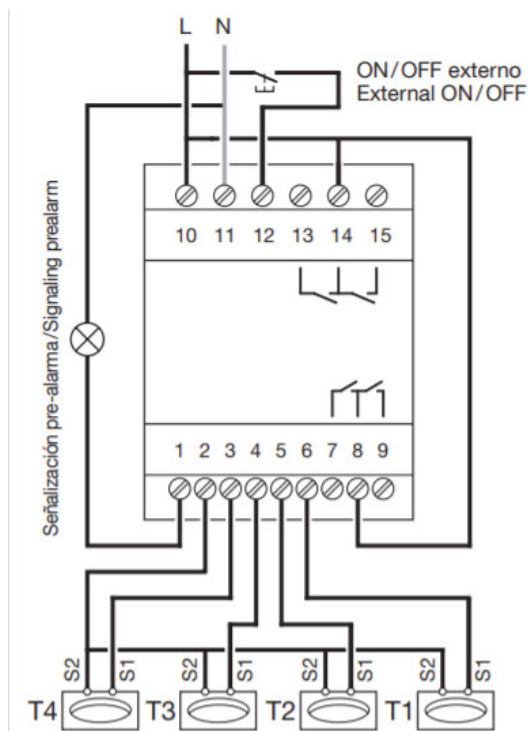 L N
ON/OFF externo
External ON/OFF
10 11 12 13 14 15
Señalización pre-alarma/Signaling prealarm
1 2 3 4 5 6 7 8 9
S2 S1 S2 S1 S2 S1 S2 S1
T4 T3 T2 T1